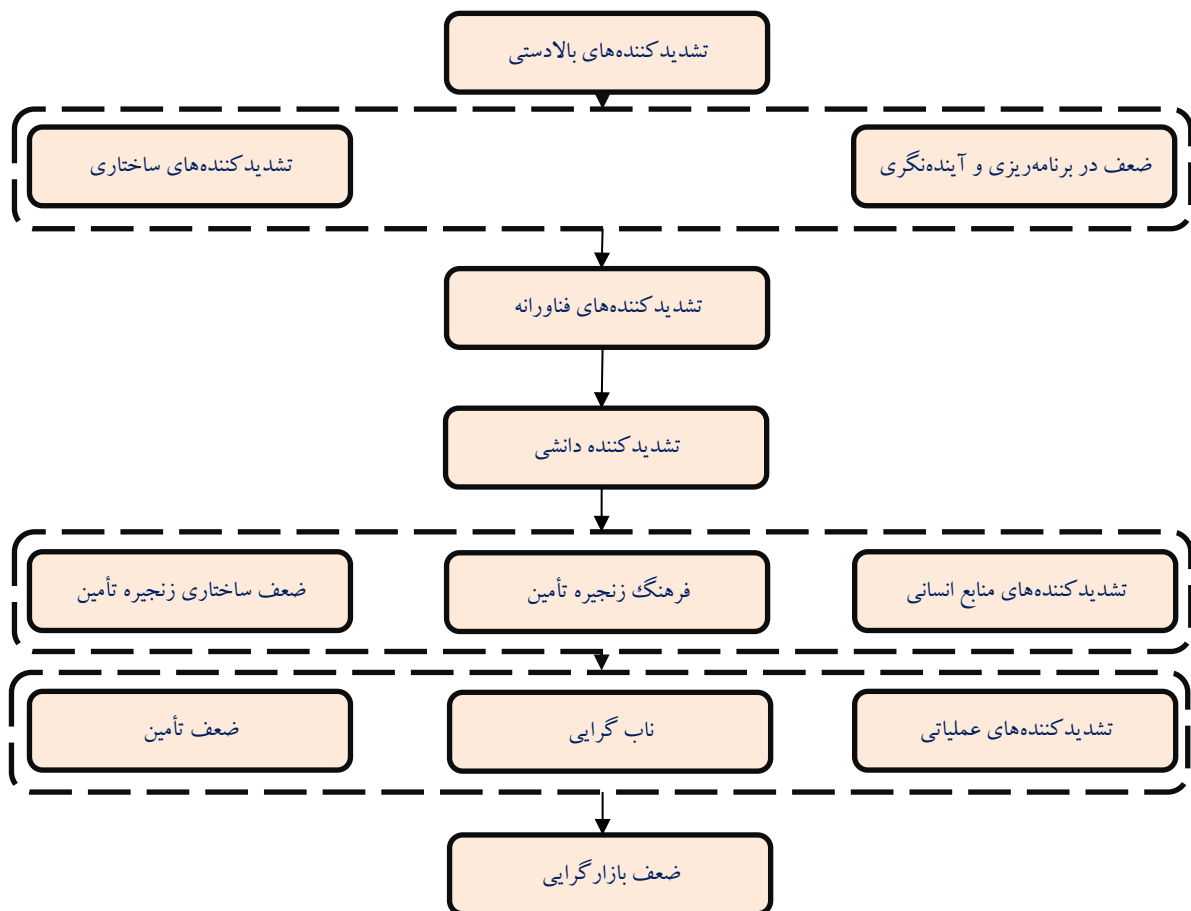 تشدیدکننده‌های بالادستی
ضعف در برنامه‌ریزی و آینده‌نگری
تشدیدکننده‌های ساختاری
تشدیدکننده‌های فناورانه
تشدیدکننده دانشی
تشدیدکننده‌های منابع انسانی
فرهنگ زنجیره تأمین
ضعف ساختاری زنجیره تأمین
تشدیدکننده‌های عملیاتی
ناب گرایی
ضعف تأمین
ضعف بازارگرایی